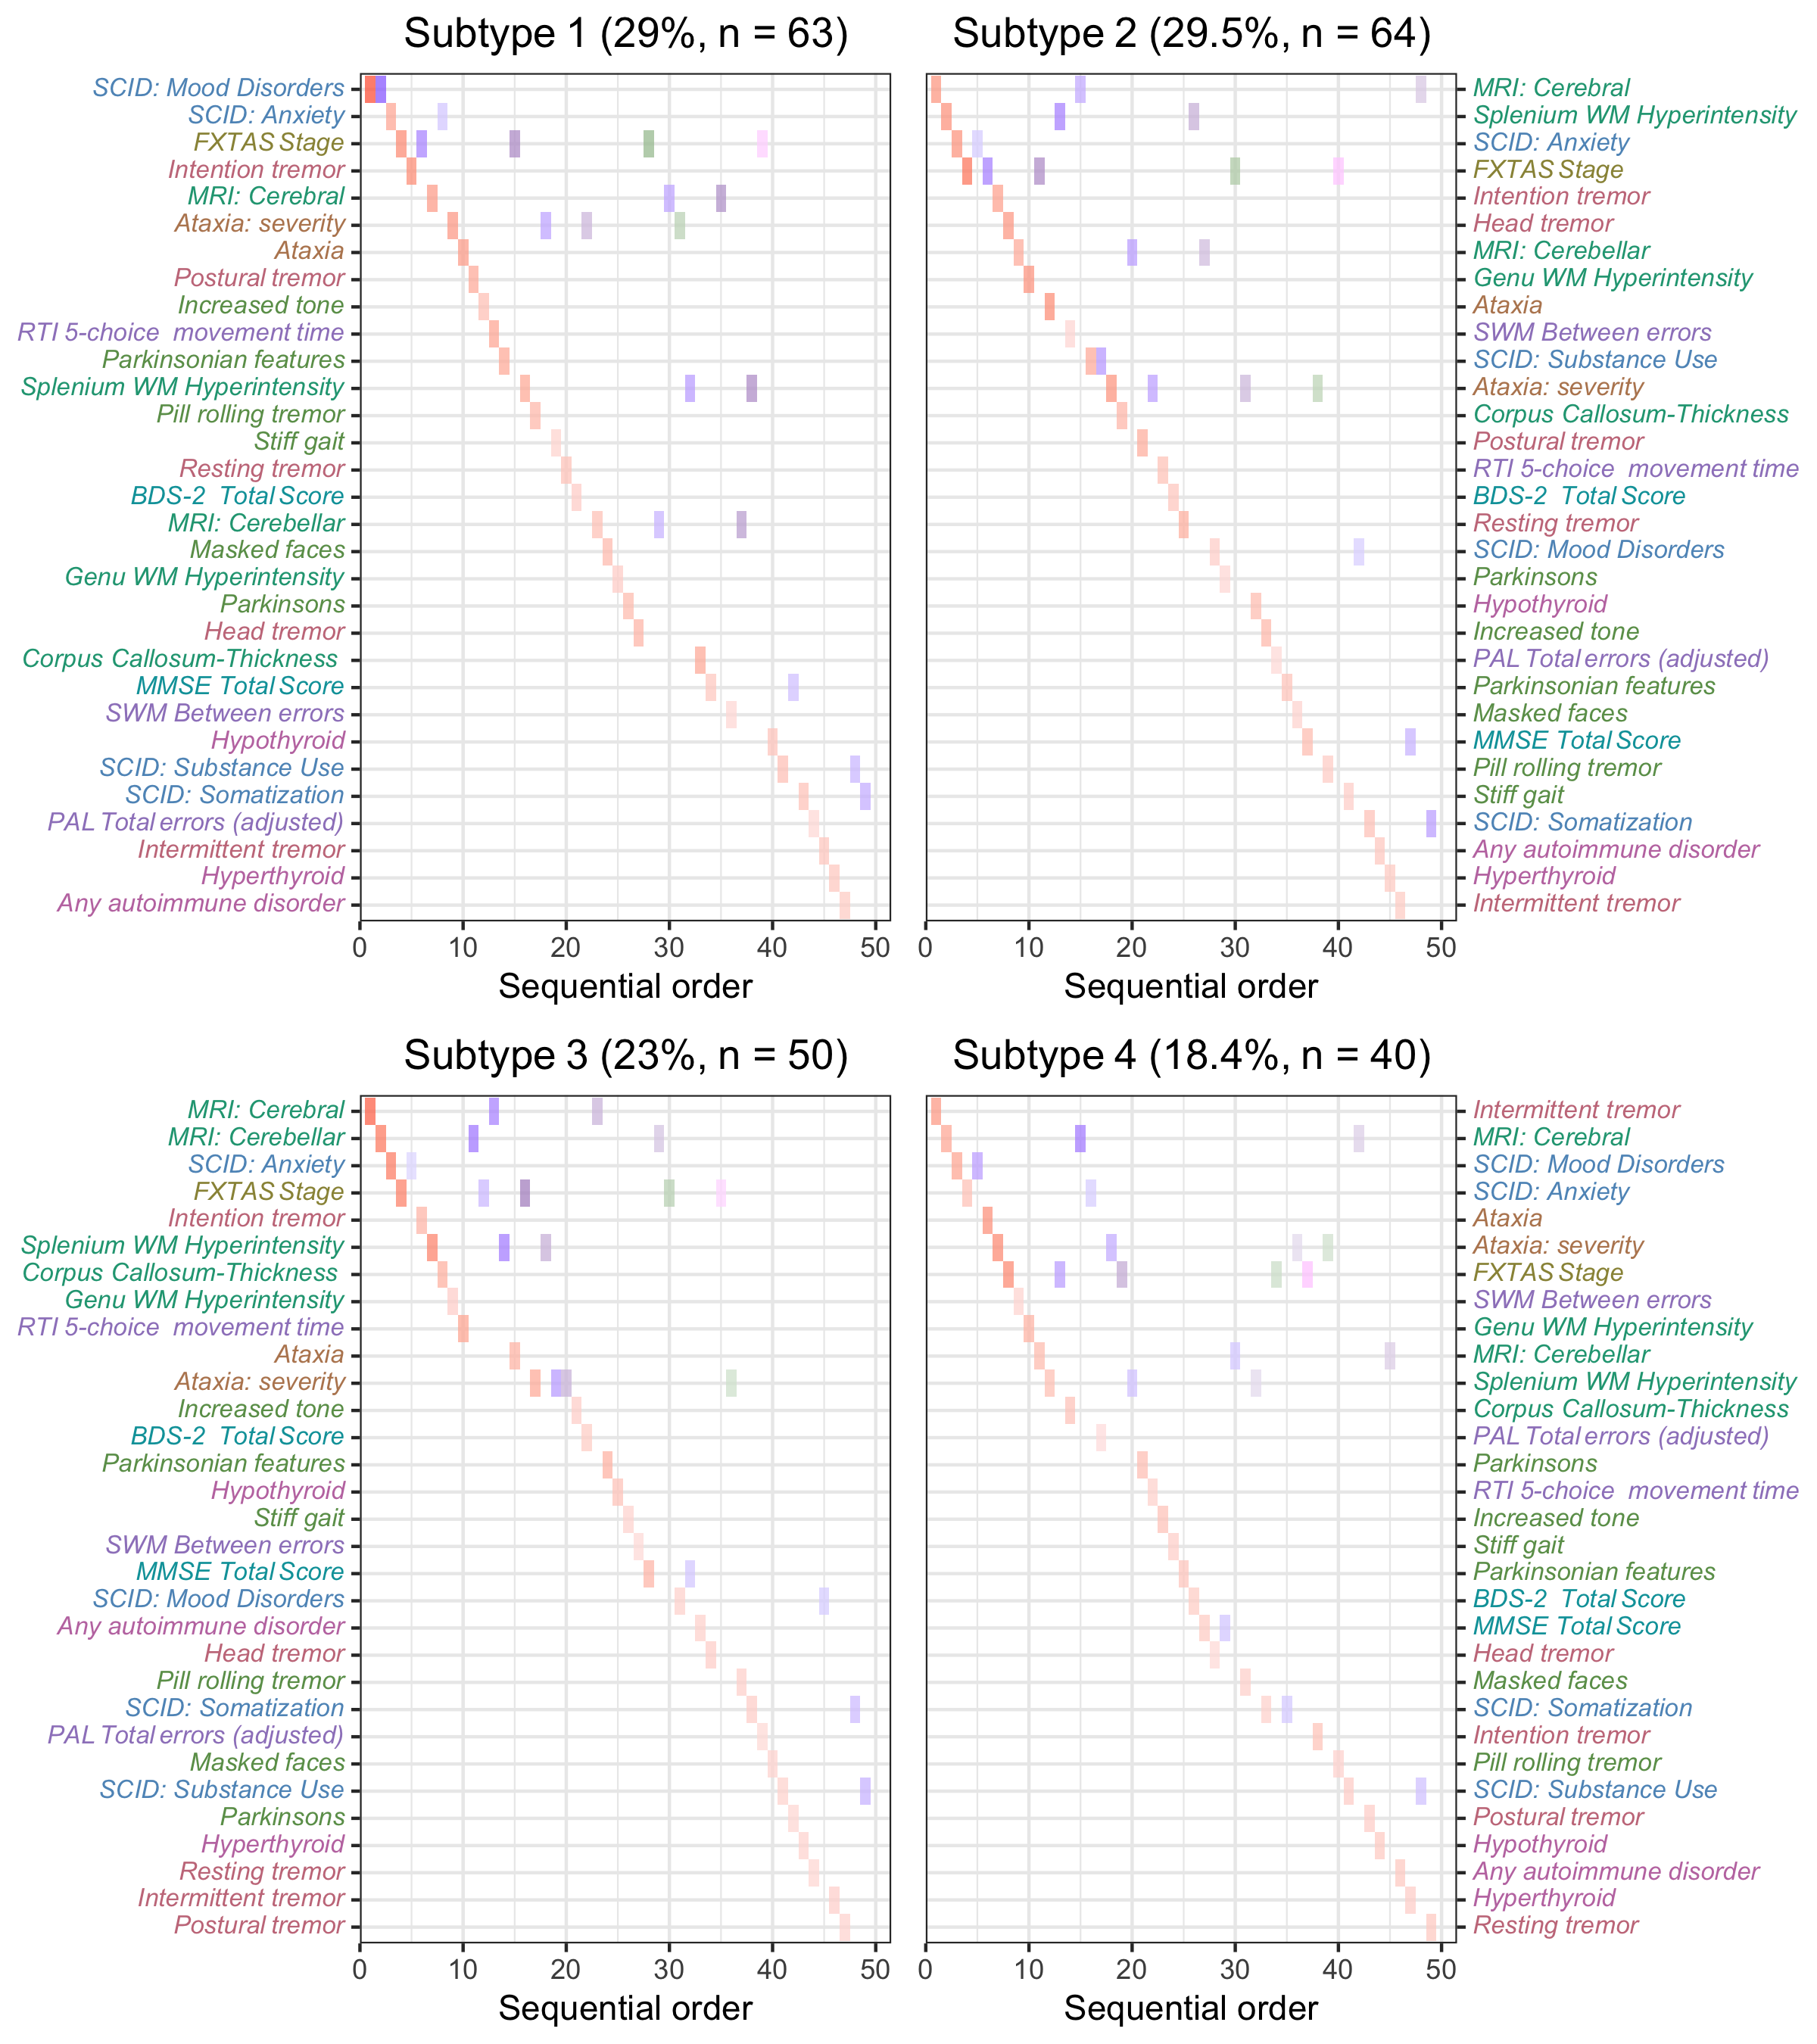 Subtype 1 (29%, n = 63)
SCID: Mood Disorders
SCID: Anxiety
FXTAS Stage
Intention tremor
MRI: Cerebral
Ataxia: severity
Ataxia
Postural tremor
Increased tone
RTI 5-choice movement time
Parkinsonian features
Splenium WM Hyperintensity
Pill rolling tremor
Stiff gait
Resting tremor
BDS-2 Total Score
MRI: Cerebellar
Masked faces
Genu WM Hyperintensity
Parkinsons
Head tremor
Corpus Callosum-Thickness
MMSE Total Score
SWM Between errors
Hypothyroid
SCID: Substance Use
SCID: Somatization
PAL Total errors (adjusted)
Intermittent tremor
Hyperthyroid
Any autoimmune disorder
0 10 20 30 40 50
Sequential order
Subtype 2 (29.5%, n = 64)
MRI: Cerebral
Splenium WM Hyperintensity
SCID: Anxiety
FXTAS Stage
Intention tremor
Head tremor
MRI: Cerebellar
Genu WM Hyperintensity
Ataxia
SWM Between errors
SCID: Substance Use
Ataxia: severity
Corpus Callosum-Thickness
Postural tremor
RTI 5-choice movement time
BDS-2 Total Score
Resting tremor
SCID: Mood Disorders
Parkinsons
Hypothyroid
Increased tone
PAL Total errors (adjusted)
Parkinsonian features
Masked faces
MMSE Total Score
Pill rolling tremor
Stiff gait
SCID: Somatization
Any autoimmune disorder
Hyperthyroid
Intermittent tremor
0 10 20 30 40 50
Sequential order
Subtype 3 (23%, n = 50)
MRI: Cerebral
MRI: Cerebellar
SCID: Anxiety
FXTAS Stage
Intention tremor
Splenium WM Hyperintensity
Corpus Callosum-Thickness
Genu WM Hyperintensity
RTI 5-choice movement time
Ataxia
Ataxia: severity
Increased tone
BDS-2 Total Score
Parkinsonian features
Hypothyroid
Stiff gait
SWM Between errors
MMSE Total Score
SCID: Mood Disorders
Any autoimmune disorder
Head tremor
Pill rolling tremor
SCID: Somatization
PAL Total errors (adjusted)
Masked faces
SCID: Substance Use
Parkinsons
Hyperthyroid
Resting tremor
Intermittent tremor
Postural tremor
0 10 20 30 40 50
Sequential order
Subtype 4 (18.4%, n = 40)
Intermittent tremor
MRI: Cerebral
SCID: Mood Disorders
SCID: Anxiety
Ataxia
Ataxia: severity
FXTAS Stage
SWM Between errors
Genu WM Hyperintensity
MRI: Cerebellar
Splenium WM Hyperintensity
Corpus Callosum-Thickness
PAL Total errors (adjusted)
Parkinsons
RTI 5-choice movement time
Increased tone
Stiff gait
Parkinsonian features
BDS-2 Total Score
MMSE Total Score
Head tremor
Masked faces
SCID: Somatization
Intention tremor
Pill rolling tremor
SCID: Substance Use
Postural tremor
Hypothyroid
Any autoimmune disorder
Hyperthyroid
Resting tremor
0 10 20 30 40 50
Sequential order